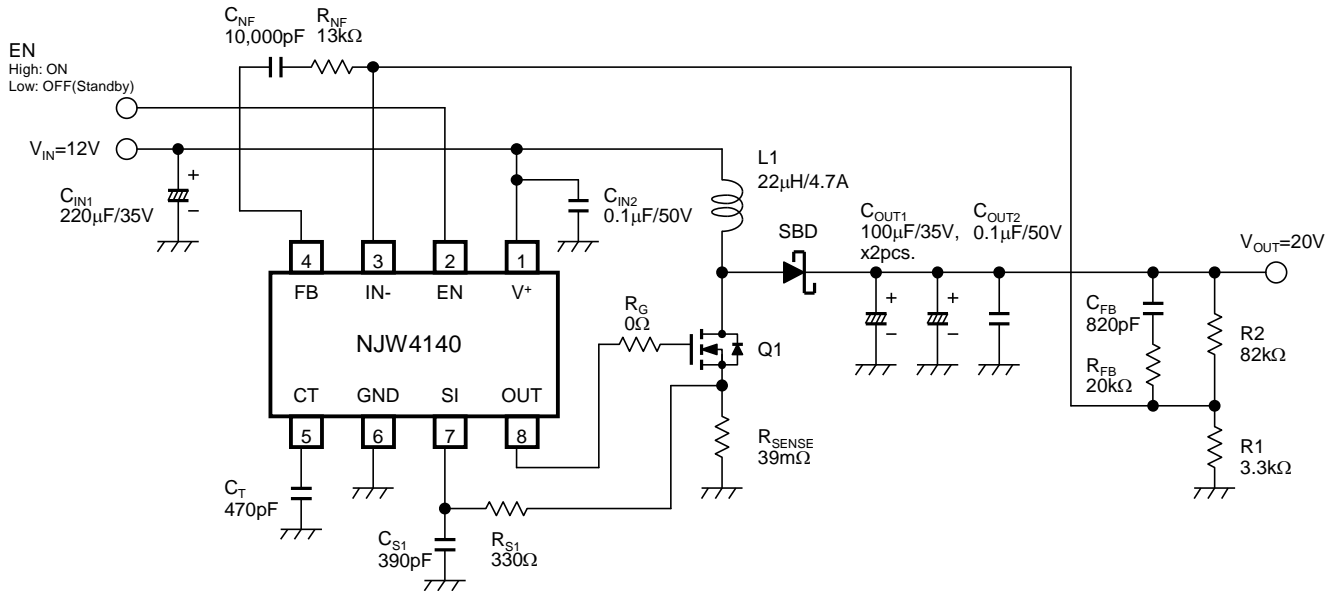 C_NF
10,000pF
R_NF
13kΩ
EN
High: ON
Low: OFF(Standby)
V_IN=12V
C_IN1
220μF/35V
+
−
C_IN2
0.1μF/50V
L1
22μH/4.7A
SBD
C_OUT1
100μF/35V,
x2pcs.
C_OUT2
0.1μF/50V
V_OUT=20V
4
3
2
1
FB
IN-
EN
V+
NJW4140
CT
GND
SI
OUT
5
6
7
8
R_G
0Ω
Q1
+
−
+
−
C_FB
820pF
R_FB
20kΩ
R2
82kΩ
R_SENSE
39mΩ
R1
3.3kΩ
C_T
470pF
C_S1
390pF
R_S1
330Ω